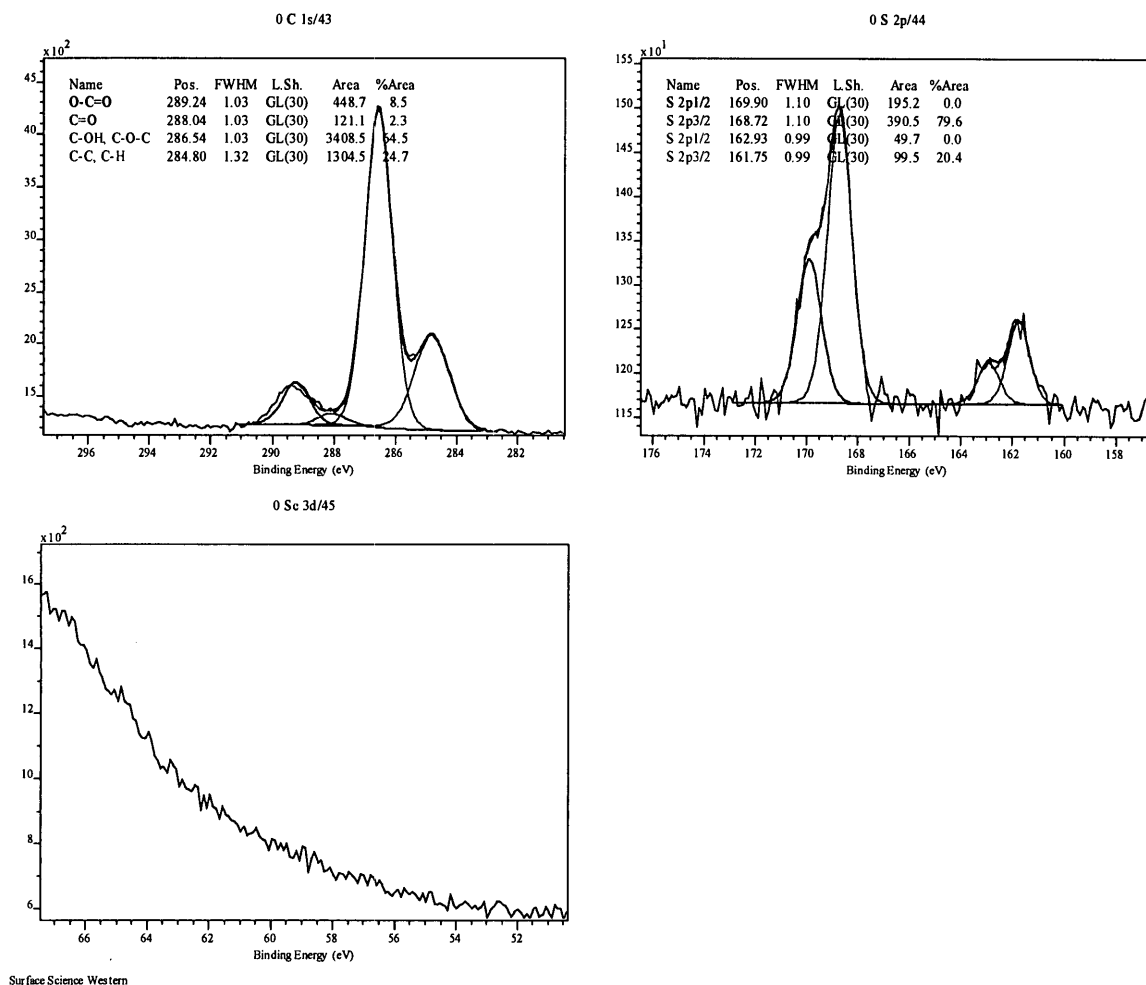 0 C 1s/43
x10²
Name Pos. FWHM L.Sh. Area %Area
O-C=O 289.24 1.03 GL(30) 448.7 8.5
C=O 288.04 1.03 GL(30) 121.1 2.3
C-OH, C-O-C 286.54 1.03 GL(30) 3408.5 64.5
C-C, C-H 284.80 1.32 GL(30) 1304.5 24.7
45
40
35
30
25
20
15
296 294 292 290 288 286 284 282
Binding Energy (eV)
0 S 2p/44
x10¹
Name Pos. FWHM L.Sh. Area %Area
S 2p1/2 169.90 1.10 GL(30) 195.2 0.0
S 2p3/2 168.72 1.10 GL(30) 390.5 79.6
S 2p1/2 162.93 0.99 GL(30) 49.7 0.0
S 2p3/2 161.75 0.99 GL(30) 99.5 20.4
155
150
145
140
135
130
125
120
115
176 174 172 170 168 166 164 162 160 158
Binding Energy (eV)
0 Se 3d/45
x10²
16
14
12
10
8
6
66 64 62 60 58 56 54 52
Binding Energy (eV)
Surface Science Western